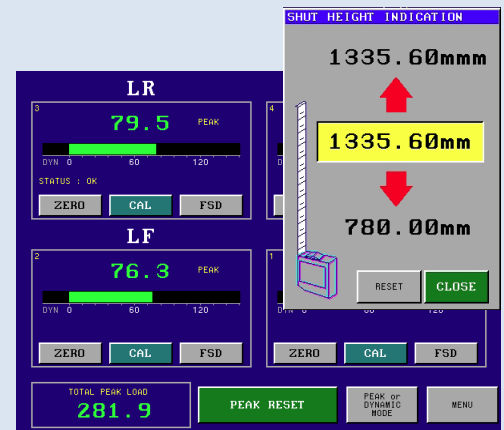 SHUT HEIGHT INDICATION
1335.60mmm
1335.60mm
780.00mm
RESET
CLOSE
LR
3
79.5 PEAK
DYN 0 60 120
STATUS : OK
ZERO CAL FSD
4
LF
2
76.3 PEAK
DYN 0 60 120
ZERO CAL FSD
1
ZERO CAL FSD
TOTAL PEAK LOAD
281.9
PEAK RESET
PEAK or
DYNAMIC
MODE
MENU